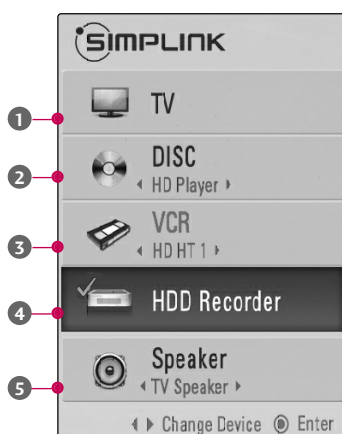 SIMPLINK
1 TV
2 DISC
◀ HD Player ▶
3 VCR
◀ HD HT 1 ▶
4 HDD Recorder
5 Speaker
◀ TV Speaker ▶
◀ ▶ Change Device ◉ Enter